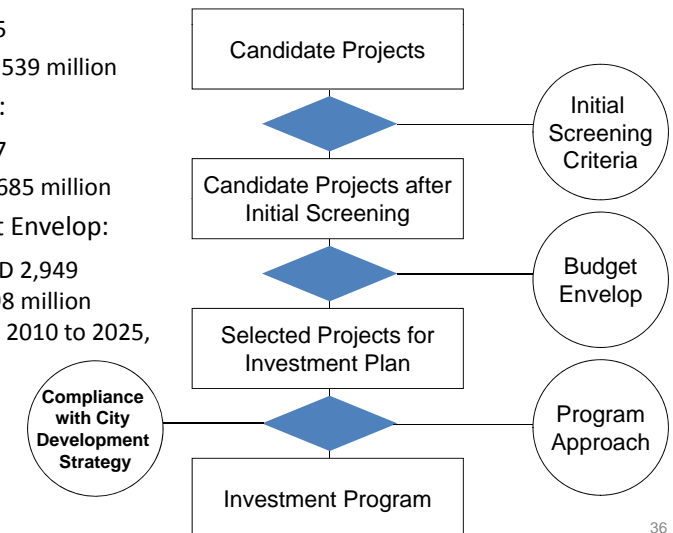 5
539 million
:
7
685 million
t Envelop:
D 2,949
98 million
2010 to 2025,
Candidate Projects
Initial
Screening
Criteria
Candidate Projects after
Initial Screening
Budget
Envelop
Selected Projects for
Investment Plan
Compliance
with City
Development
Strategy
Program
Approach
Investment Program
36